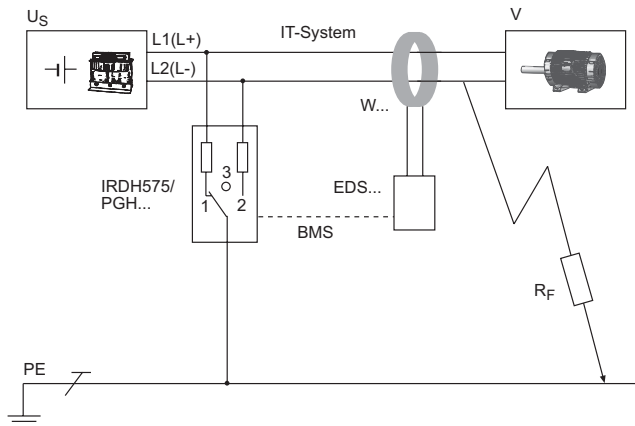 U_S
V
L1(L+)
IT-System
L2(L-)
W...
IRDH575/
PGH...
3
1
2
EDS...
BMS
R_F
PE